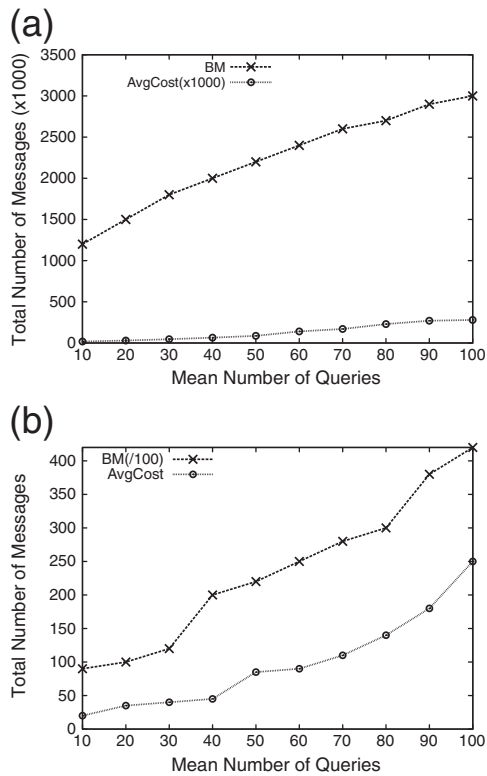 (a)
Total Number of Messages (x1000)
3500
3000
2500
2000
1500
1000
500
0
BM
AvgCost(x1000)
10 20 30 40 50 60 70 80 90 100
Mean Number of Queries
(b)
Total Number of Messages
400
350
300
250
200
150
100
50
0
BM(/100)
AvgCost
10 20 30 40 50 60 70 80 90 100
Mean Number of Queries